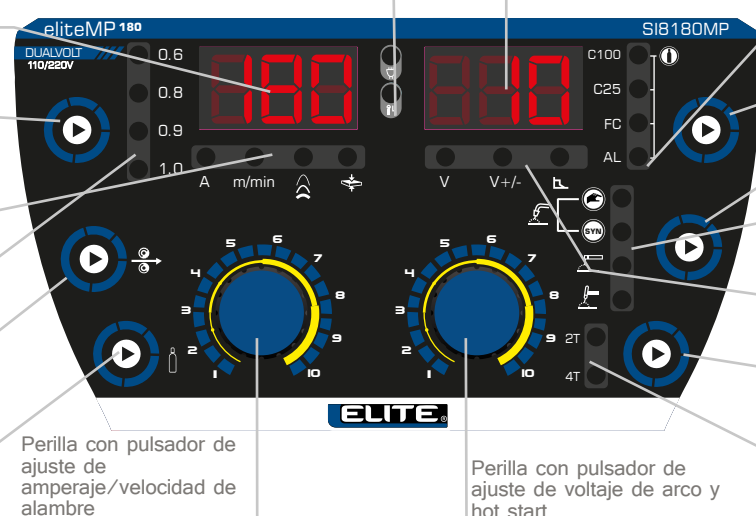 eliteMP 180
SI8180MP
DUALVOLT
110/220V
0.6
0.8
0.9
1.0
180
10
C100
C25
FC
AL
A
m/min
V
V+/-
SYN
1
2
3
4
5
6
7
8
9
10
1
2
3
4
5
6
7
8
9
10
2T
4T
ELITE®
Perilla con pulsador de
ajuste de
amperaje/velocidad de
alambre
Perilla con pulsador de
ajuste de voltaje de arco y
hot start